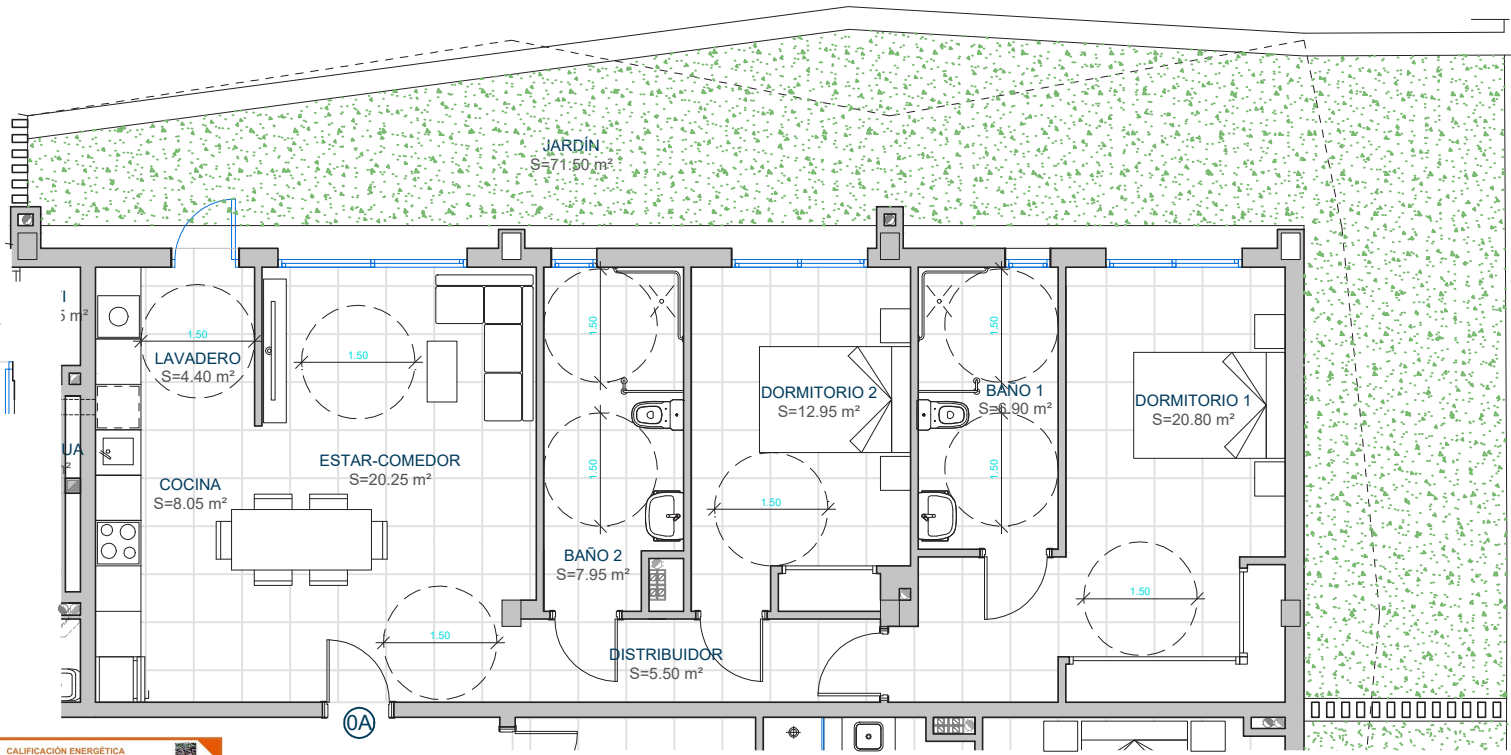 JARDÍN
S=71.50 m²
1.50
LAVADERO
S=4.40 m²
1.50
1.50
1.50
DORMITORIO 2
S=12.95 m²
BAÑO 1
S=6.90 m²
DORMITORIO 1
S=20.80 m²
ESTAR-COMEDOR
S=20.25 m²
COCINA
S=8.05 m²
1.50
1.50
1.50
BAÑO 2
S=7.95 m²
1.50
1.50
DISTRIBUIDOR
S=5.50 m²
0A
CALIFICACIÓN ENERGÉTICA